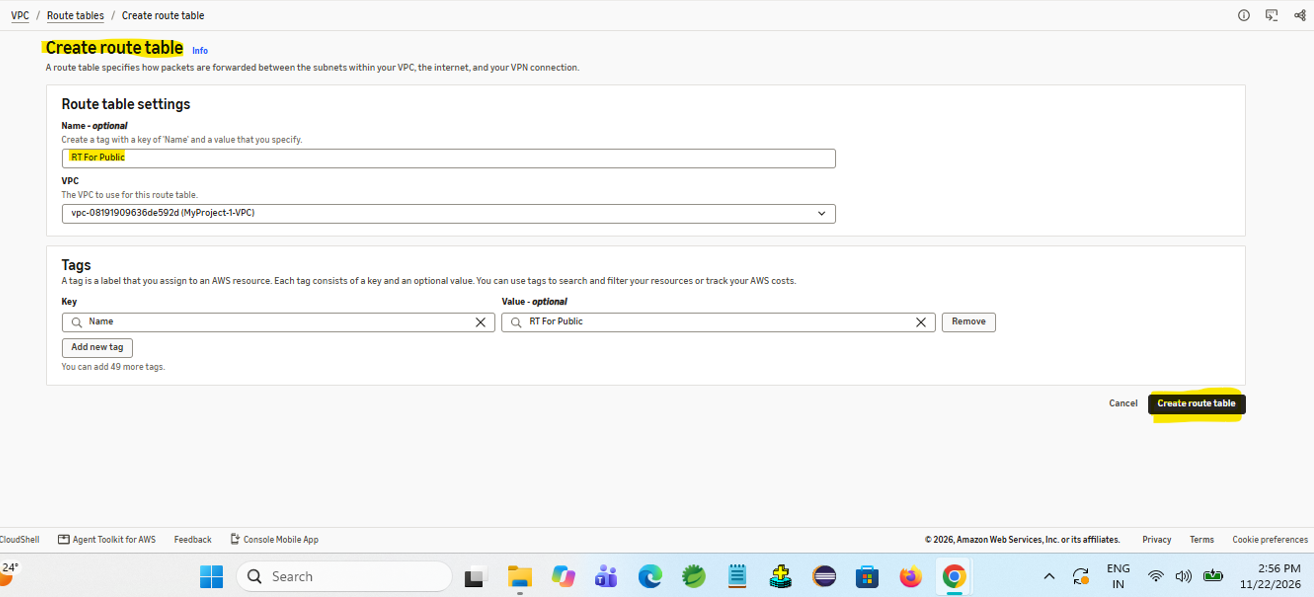 VPC / Route tables / Create route table
Create route table Info
A route table specifies how packets are forwarded between the subnets within your VPC, the internet, and your VPN connection.
Route table settings
Name - optional
Create a tag with a key of 'Name' and a value that you specify.
RT For Public
VPC
The VPC to use for this route table.
vpc-08191909636de592d (MyProject-1-VPC)
Tags
A tag is a label that you assign to an AWS resource. Each tag consists of a key and an optional value. You can use tags to search and filter your resources or track your AWS costs.
Key Value - optional
Name RT For Public Remove
Add new tag
You can add 49 more tags.
Cancel Create route table
CloudShell Agent Toolkit for AWS Feedback Console Mobile App © 2026, Amazon Web Services, Inc. or its affiliates. Privacy Terms Cookie preferences
24° Search ENG 2:56 PM
IN 11/22/2026